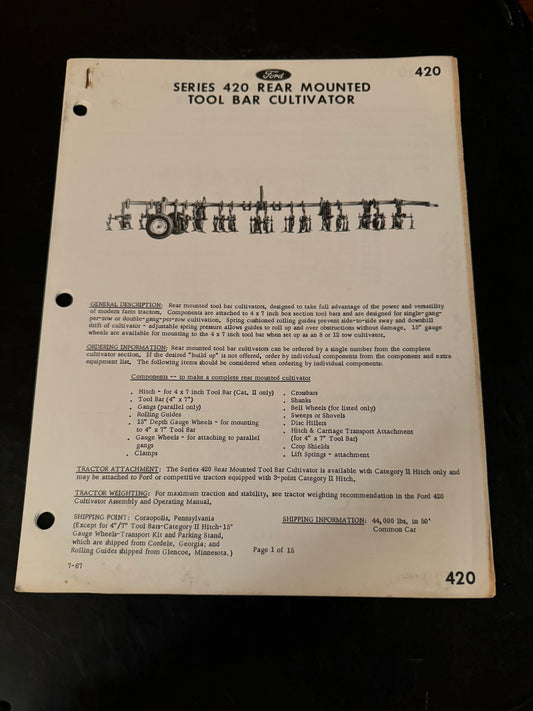 Ford
420
SERIES 420 REAR MOUNTED
TOOL BAR CULTIVATOR
GENERAL DESCRIPTION: Rear mounted tool bar cultivators, designed to take full advantage of the power and versatility
of modern farm tractors. Components are attached to 4 x 7 inch box section tool bars and are designed for single-gang-
per-row or double-gang-per-row cultivation. Spring cushioned rolling guides prevent side-to-side sway and downhill
drift of cultivator - adjustable spring pressure allows guides to roll up and over obstructions without damage. 15" gauge
wheels are available for mounting to the 4 x 7 inch tool bar when set up as an 8 or 12 row cultivator.
ORDERING INFORMATION: Rear mounted tool bar cultivators can be ordered by a single number from the complete
cultivator section. If the desired "build up" is not offered, order by individual components from the component and extra
equipment list. The following items should be considered when ordering by individual components:
Components -- to make a complete rear mounted cultivator
. Hitch - for 4 x 7 inch Tool Bar (Cat. II only)
. Tool Bar (4" x 7")
. Gangs (parallel only)
. Rolling Guides
. 15" Depth Gauge Wheels - for mounting
to 4" x 7" Tool Bar
. Gauge Wheels - for attaching to parallel
gangs
. Clamps
. Crossbars
. Shanks
. Bell Wheels (for listed only)
. Sweeps or Shovels
. Disc Hillers
. Hitch & Carriage Transport Attachment
(for 4" x 7" Tool Bar)
. Crop Shields
. Lift Springs - attachment
TRACTOR ATTACHMENT: The Series 420 Rear Mounted Tool Bar Cultivator is available with Category II Hitch only and
may be attached to Ford or competitive tractors equipped with 3-point Category II Hitch.
TRACTOR WEIGHTING: For maximum traction and stability, see tractor weighting recommendation in the Ford 420
Cultivator Assembly and Operating Manual.
SHIPPING POINT: Coraopolis, Pennsylvania
(Except for 4"/7" Tool Bars-Category II Hitch-15"
Gauge Wheels-Transport Kit and Parking Stand,
which are shipped from Cordele, Georgia; and
Rolling Guides shipped from Glencoe, Minnesota.)
SHIPPING INFORMATION: 44,000 lbs. in 50'
Common Car
Page 1 of 15
7-67
420